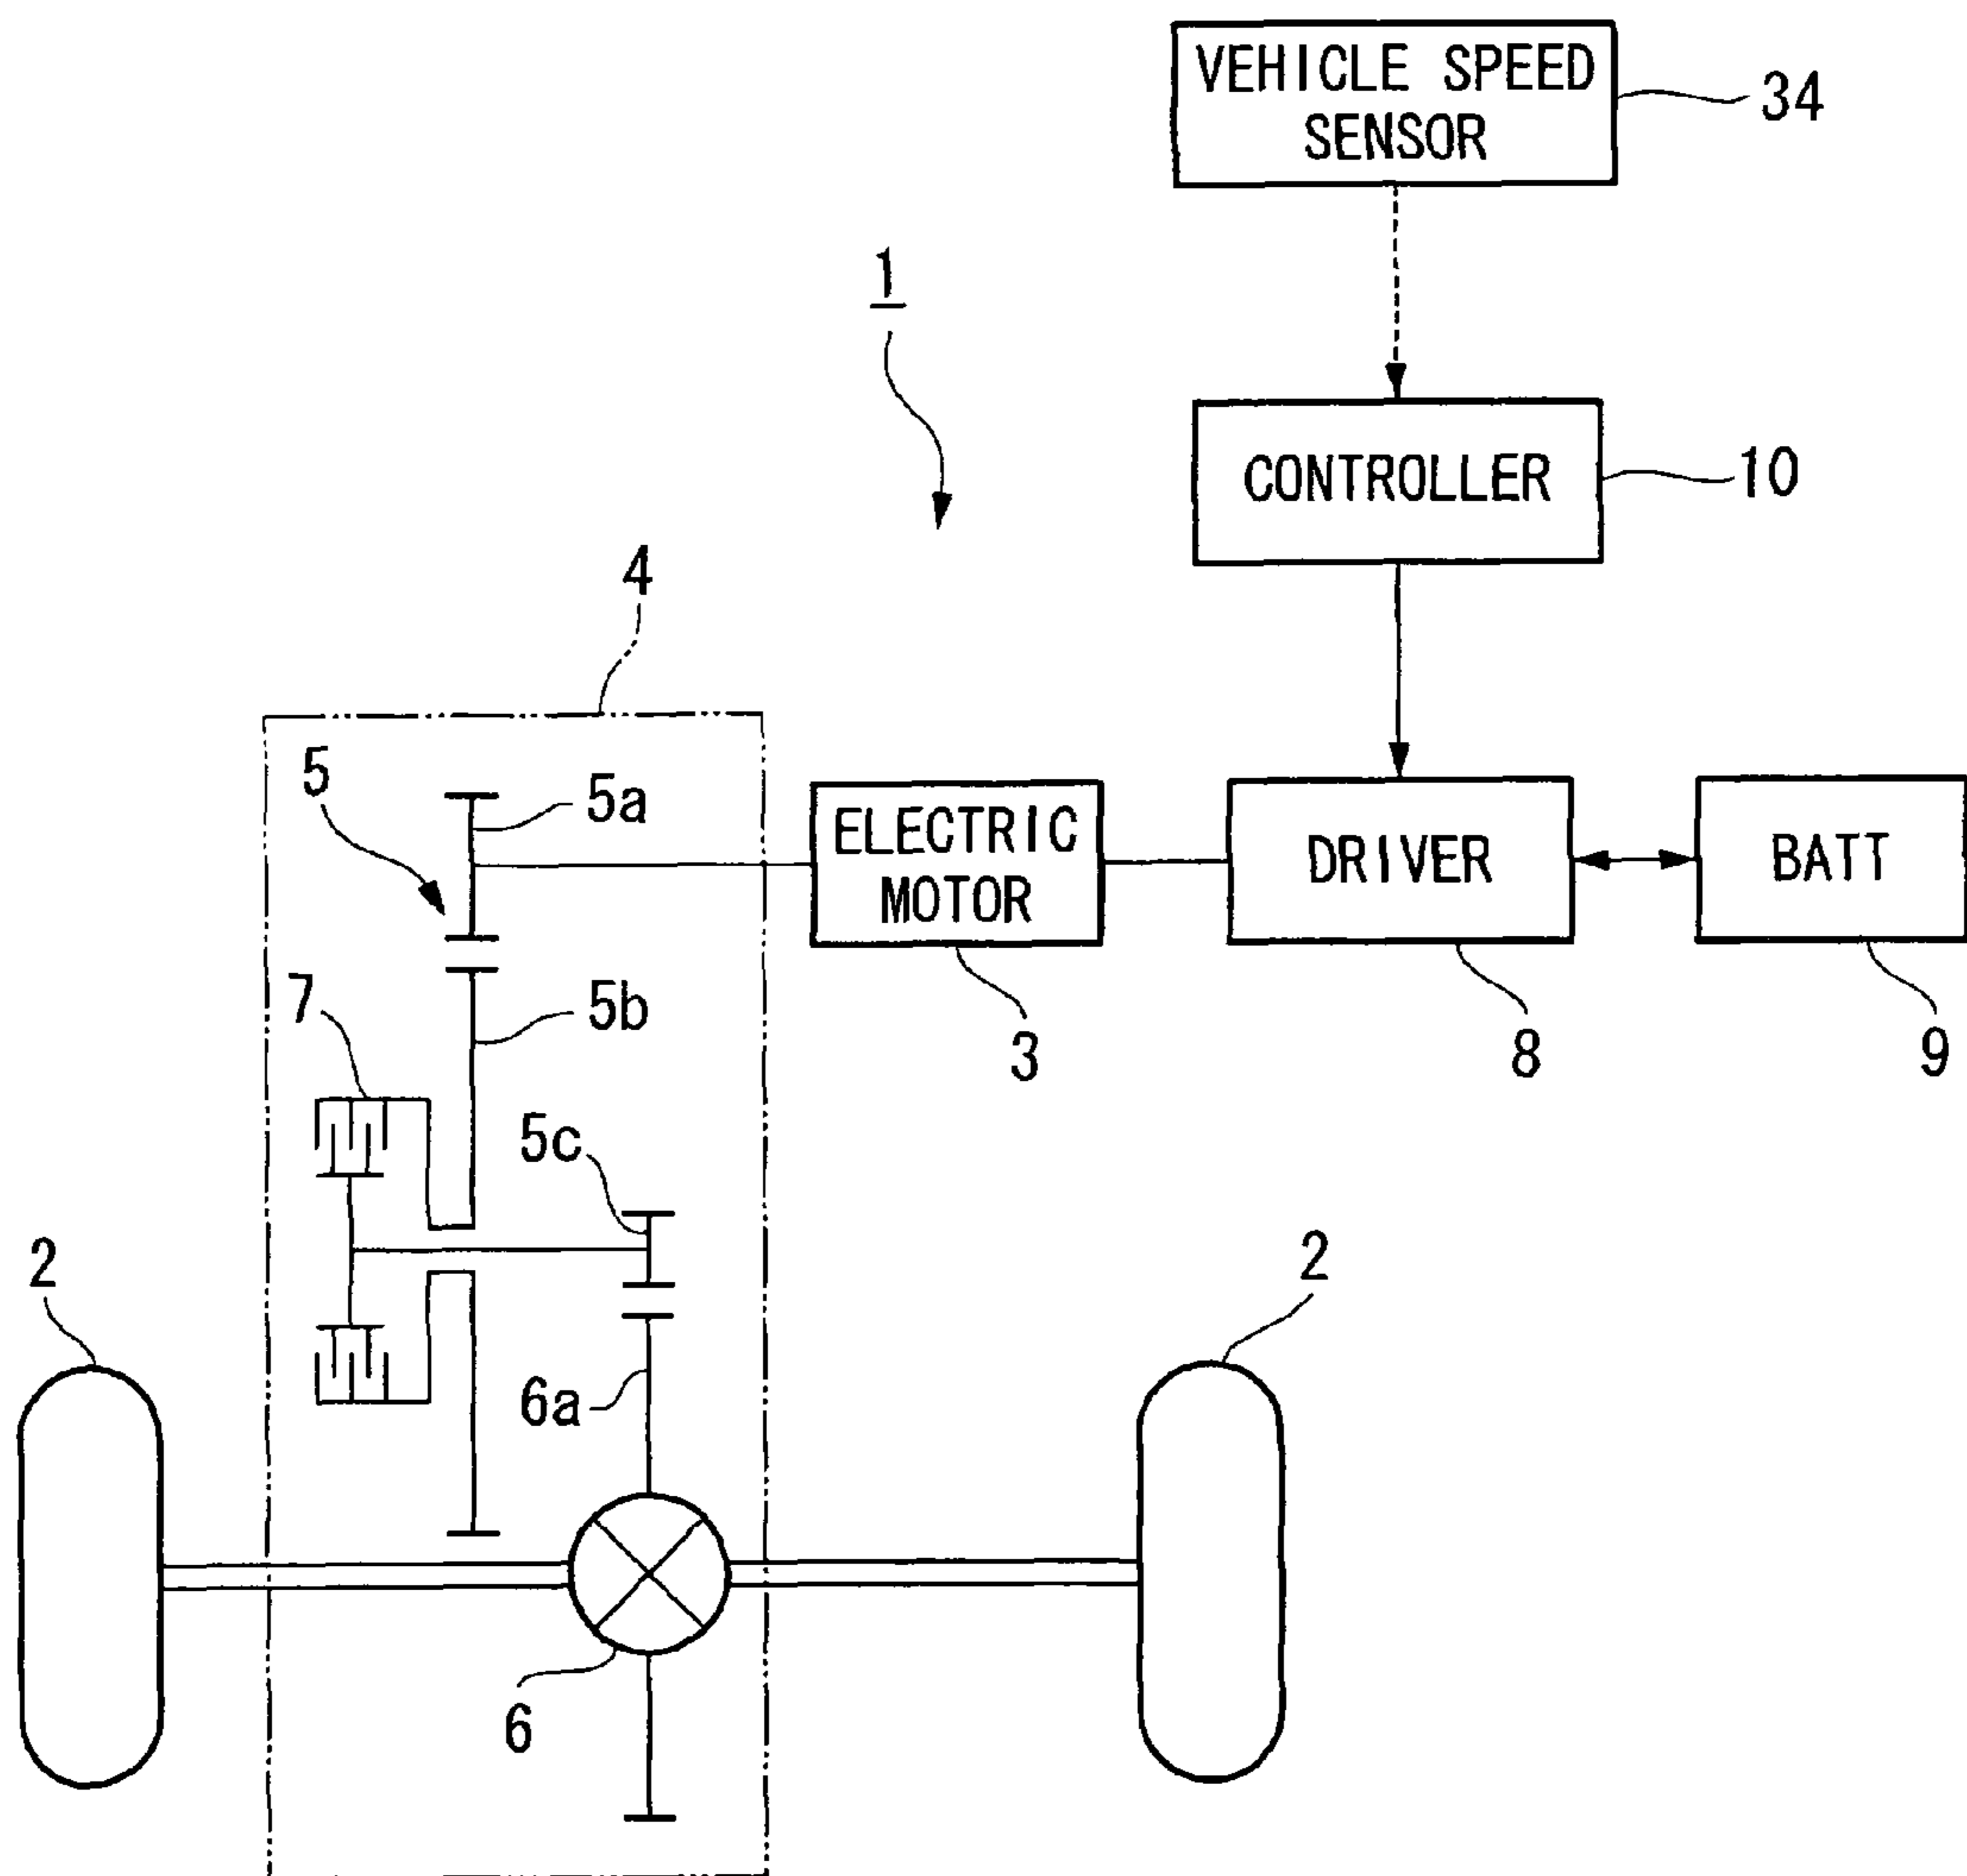 VEHICLE SPEED
SENSOR
34
1
CONTROLLER
10
4
5
5a
ELECTRIC
MOTOR
DRIVER
BATT
7
5b
3
8
9
5c
2
2
6a
6